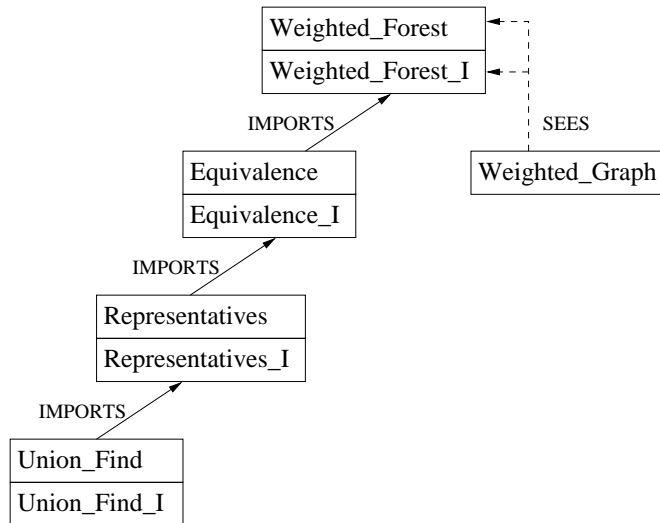 Weighted_Forest
Weighted_Forest_I
IMPORTS
SEES
Equivalence
Weighted_Graph
Equivalence_I
IMPORTS
Representatives
Representatives_I
IMPORTS
Union_Find
Union_Find_I